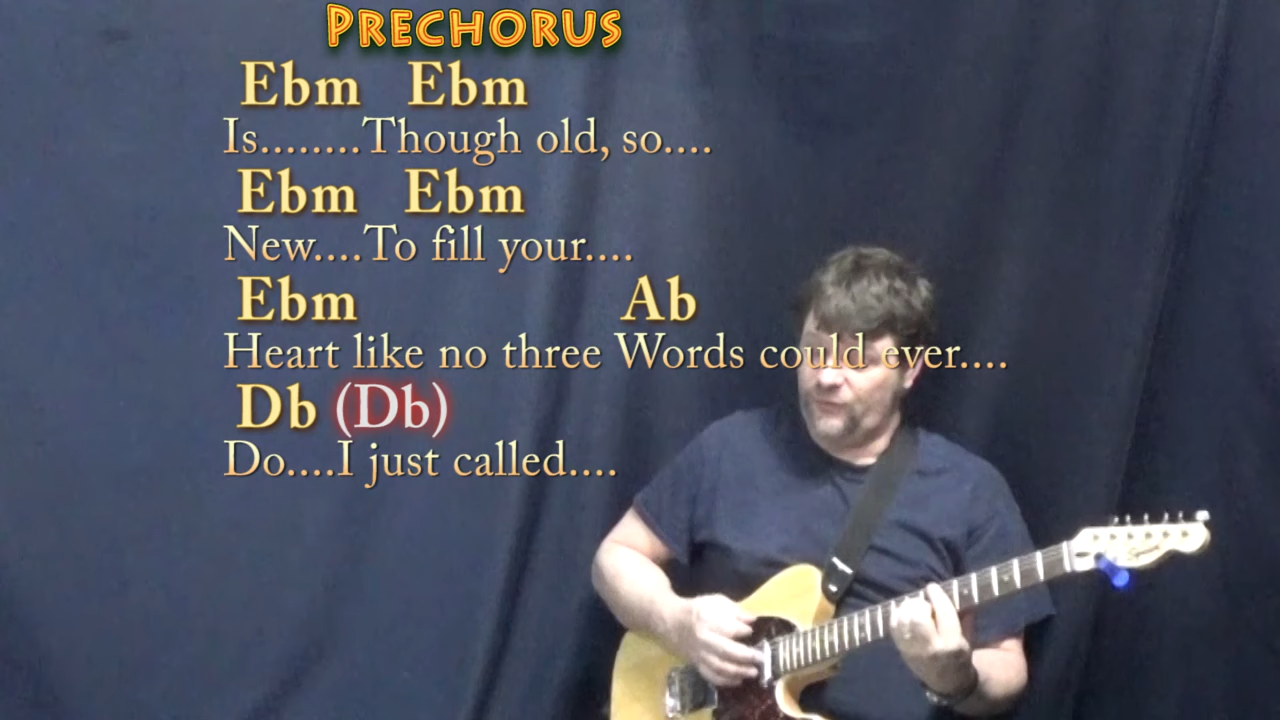 PRECHORUS
Ebm Ebm
Is........Though old, so....
Ebm Ebm
New....To fill your....
Ebm Ab
Heart like no three Words could ever....
Db (Db)
Do....I just called....
Squier